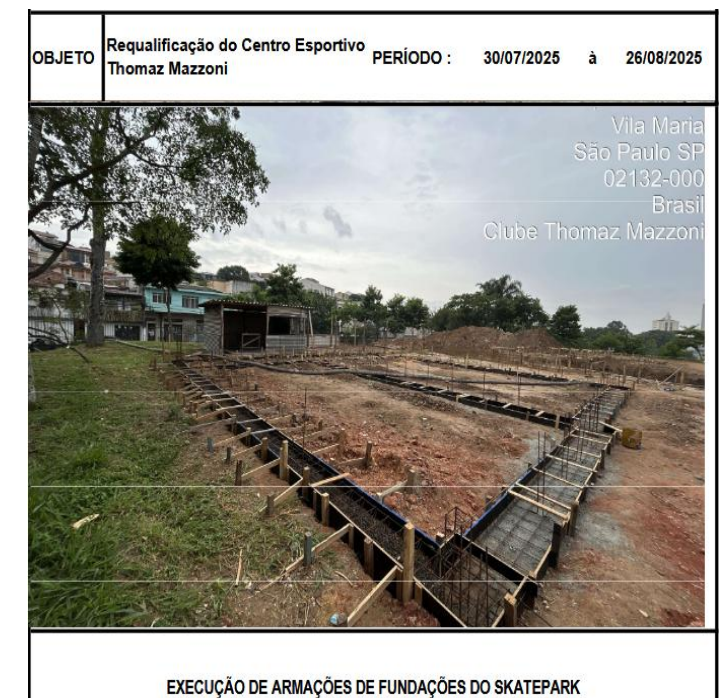 OBJETO
Requalificação do Centro Esportivo
Thomaz Mazzoni
PERÍODO : 30/07/2025 à 26/08/2025
Vila Maria
São Paulo SP
02132-000
Brasil
Clube Thomaz Mazzoni
EXECUÇÃO DE ARMAÇÕES DE FUNDAÇÕES DO SKATEPARK